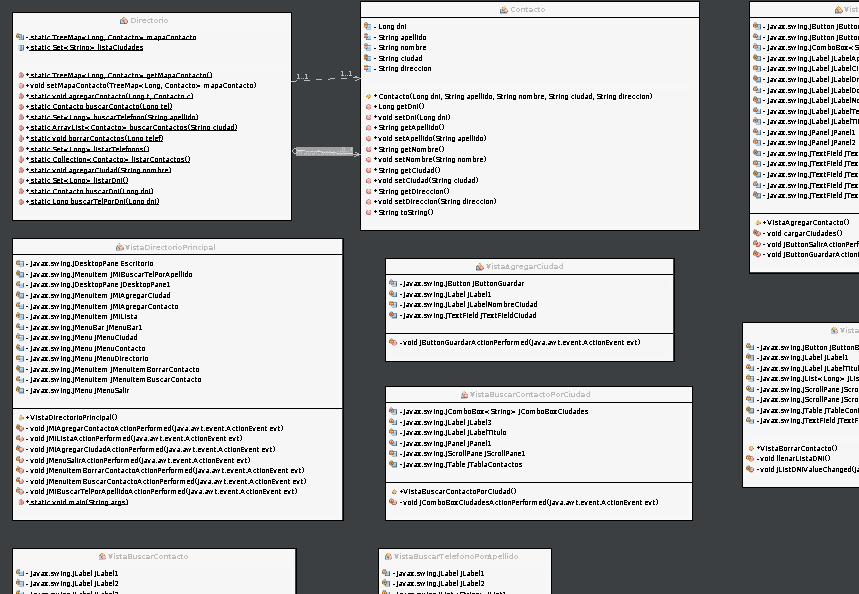 Directorio
- static TreeMap<Long, Contacto> mapaContacto
- static Set<String> listaCiudades
+ static TreeMap<Long, Contacto> getMapaContacto()
+ void setMapaContacto(TreeMap<Long, Contacto> mapaContacto)
+ static void agregarContacto(Long t, Contacto c)
+ static Contacto buscarContacto(Long tel)
+ static Set<Long> buscarTelefono(String apellido)
+ static ArrayList<Contacto> buscarContactos(String ciudad)
+ static void borrarContactos(Long telef)
+ static Set<Long> listarTelefonos()
+ static Collection<Contacto> listarContactos()
+ static void agregarCiudad(String nombre)
+ static Set<Long> listarDni()
+ static Contacto buscarDni(Long dni)
+ static Long buscarTelPorDni(Long dni)
1..1
1..1
Contacto
- Long dni
- String apellido
- String nombre
- String ciudad
- String direccion
+ Contacto(Long dni, String apellido, String nombre, String ciudad, String direccion)
+ Long getDni()
+ void setDni(Long dni)
+ String getApellido()
+ void setApellido(String apellido)
+ String getNombre()
+ void setNombre(String nombre)
+ String getCiudad()
+ void setCiudad(String ciudad)
+ String getDireccion()
+ void setDireccion(String direccion)
+ String toString()
- javax.swing.JButton jButto
- javax.swing.JButton jButto
- javax.swing.JComboBox<S
- javax.swing.JLabel jLabelAp
- javax.swing.JLabel jLabelCi
- javax.swing.JLabel jLabelDi
- javax.swing.JLabel jLabelDo
- javax.swing.JLabel jLabelNo
- javax.swing.JLabel jLabelTe
- javax.swing.JLabel jLabelTi
- javax.swing.JPanel jPanel1
- javax.swing.JPanel jPanel2
- javax.swing.JTextField jTex
- javax.swing.JTextField jTex
- javax.swing.JTextField jTex
- javax.swing.JTextField jTex
- javax.swing.JTextField jTex
+ VistaAgregarContacto()
- void cargarCiudades()
- void jButtonSalirActionPerf
- void jButtonGuardarAction
VistaDirectorioPrincipal
- javax.swing.JDesktopPane Escritorio
- javax.swing.JMenuItem JMiBuscarTelPorApellido
- javax.swing.JDesktopPane jDesktopPane1
- javax.swing.JMenuItem jMiAgregarCiudad
- javax.swing.JMenuItem jMiAgregarContacto
- javax.swing.JMenuItem jMiLista
- javax.swing.JMenuBar jMenuBar1
- javax.swing.JMenu jMenuCiudad
- javax.swing.JMenu jMenuContacto
- javax.swing.JMenu jMenuDirectorio
- javax.swing.JMenuItem jMenuItem BorrarContacto
- javax.swing.JMenuItem jMenuItem BuscarContacto
- javax.swing.JMenu jMenuSalir
+ VistaDirectorioPrincipal()
- void jMiAgregarContactoActionPerformed(java.awt.event.ActionEvent evt)
- void jMiListaActionPerformed(java.awt.event.ActionEvent evt)
- void jMiAgregarCiudadActionPerformed(java.awt.event.ActionEvent evt)
- void jMenuSalirActionPerformed(java.awt.event.ActionEvent evt)
- void jMenuItem BorrarContactoActionPerformed(java.awt.event.ActionEvent evt)
- void jMenuItem BuscarContactoActionPerformed(java.awt.event.ActionEvent evt)
- void JMiBuscarTelPorApellidoActionPerformed(java.awt.event.ActionEvent evt)
+ static void main(String args)
VistaAgregarCiudad
- javax.swing.JButton jButtonGuardar
- javax.swing.JLabel jLabel1
- javax.swing.JLabel jLabelNombreCiudad
- javax.swing.JTextField jTextFieldCiudad
- void jButtonGuardarActionPerformed(java.awt.event.ActionEvent evt)
VistaBuscarContactoPorCiudad
- javax.swing.JComboBox<String> jComboBoxCiudades
- javax.swing.JLabel jLabel3
- javax.swing.JLabel jLabelTitulo
- javax.swing.JPanel jPanel1
- javax.swing.JScrollPane jScrollPane1
- javax.swing.JTable jTablaContactos
+ VistaBuscarContactoPorCiudad()
- void jComboBoxCiudadesActionPerformed(java.awt.event.ActionEvent evt)
- javax.swing.JButton jButtonB
- javax.swing.JLabel jLabel1
- javax.swing.JLabel jLabelTitul
- javax.swing.JList<Long> jLis
- javax.swing.JScrollPane jScro
- javax.swing.JScrollPane jScro
- javax.swing.JTable jTableCont
- javax.swing.JTextField jTextF
+ VistaBorrarContacto()
- void llenarListaDNI()
- void jListDNIValueChanged(ja
VistaBuscarContacto
- javax.swing.JLabel jLabel1
- javax.swing.JLabel jLabel2
VistaBuscarTelefonoPorApellido
- javax.swing.JLabel jLabel1
- javax.swing.JLabel jLabel2